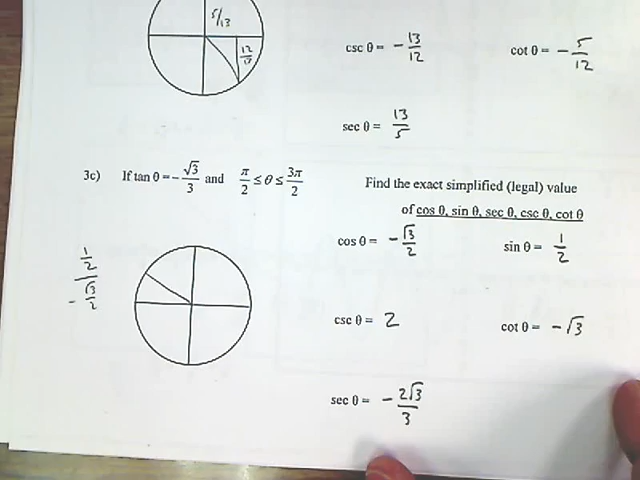 5/13
12/13
csc θ = -13/12
cot θ = -5/12
sec θ = 13/5
3c) If tan θ = -√3/3 and π/2 ≤ θ ≤ 3π/2
Find the exact simplified (legal) value
of cos θ, sin θ, sec θ, csc θ, cot θ
1/2
-√3/2
cos θ = -√3/2
sin θ = 1/2
csc θ = 2
cot θ = -√3
sec θ = -2√3/3